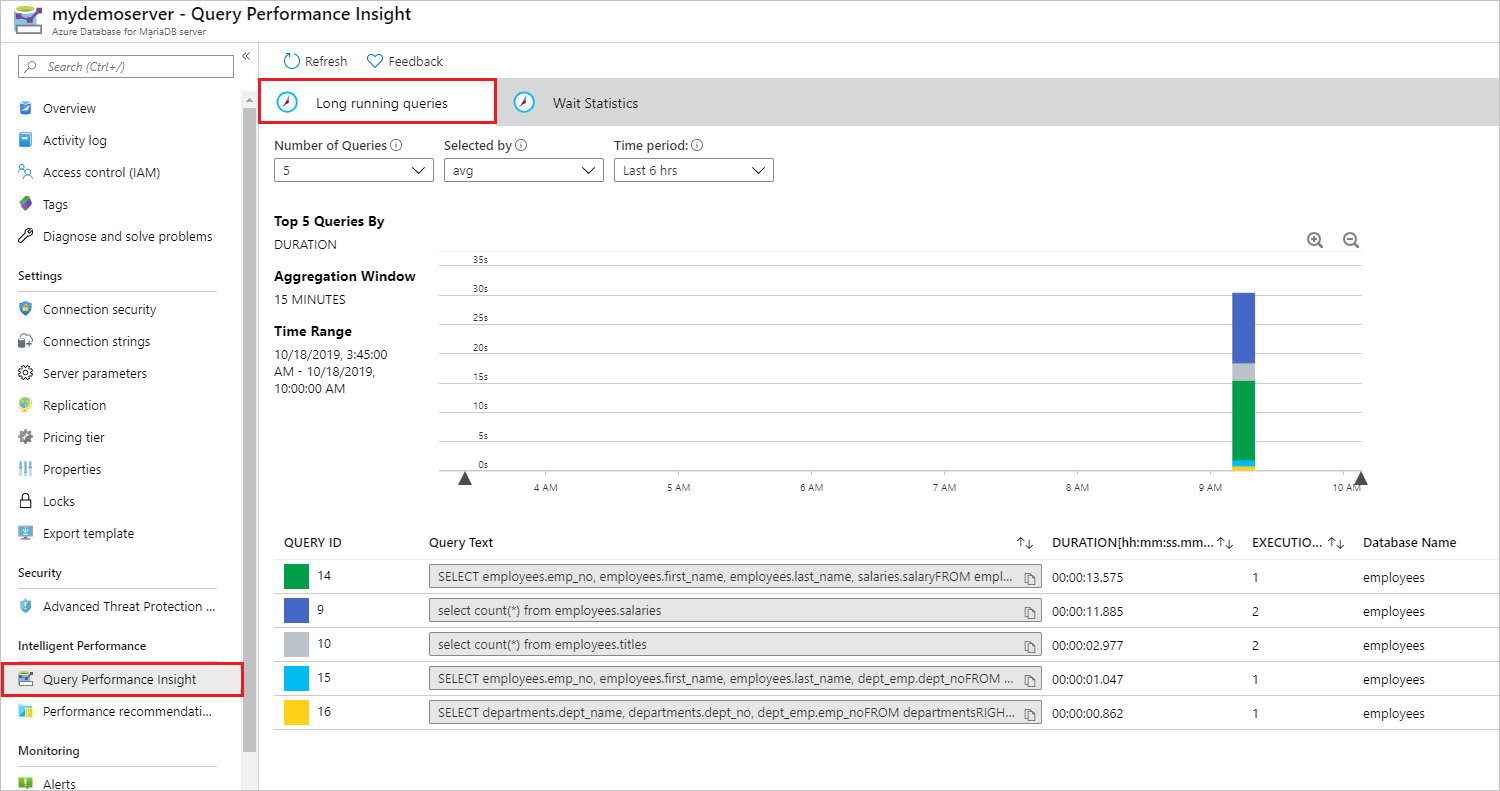 mydemoserver - Query Performance Insight
Azure Database for MariaDB server
Search (Ctrl+/)
«
Overview
Activity log
Access control (IAM)
Tags
Diagnose and solve problems
Settings
Connection security
Connection strings
Server parameters
Replication
Pricing tier
Properties
Locks
Export template
Security
Advanced Threat Protection ...
Intelligent Performance
Query Performance Insight
Performance recommendati...
Monitoring
Alerts
Refresh Feedback
Long running queries Wait Statistics
Number of Queries Selected by Time period:
5 avg Last 6 hrs
Top 5 Queries By
DURATION
Aggregation Window
15 MINUTES
Time Range
10/18/2019, 3:45:00
AM - 10/18/2019,
10:00:00 AM
35s
30s
25s
20s
15s
10s
5s
0s
4 AM 5 AM 6 AM 7 AM 8 AM 9 AM 10 AM
QUERY ID Query Text DURATION[hh:mm:ss.mm... EXECUTIO... Database Name
14 SELECT employees.emp_no, employees.first_name, employees.last_name, salaries.salaryFROM empl... 00:00:13.575 1 employees
9 select count(*) from employees.salaries 00:00:11.885 2 employees
10 select count(*) from employees.titles 00:00:02.977 2 employees
15 SELECT employees.emp_no, employees.first_name, employees.last_name, dept_emp.dept_noFROM ... 00:00:01.047 1 employees
16 SELECT departments.dept_name, departments.dept_no, dept_emp.emp_noFROM departmentsRIGH... 00:00:00.862 1 employees